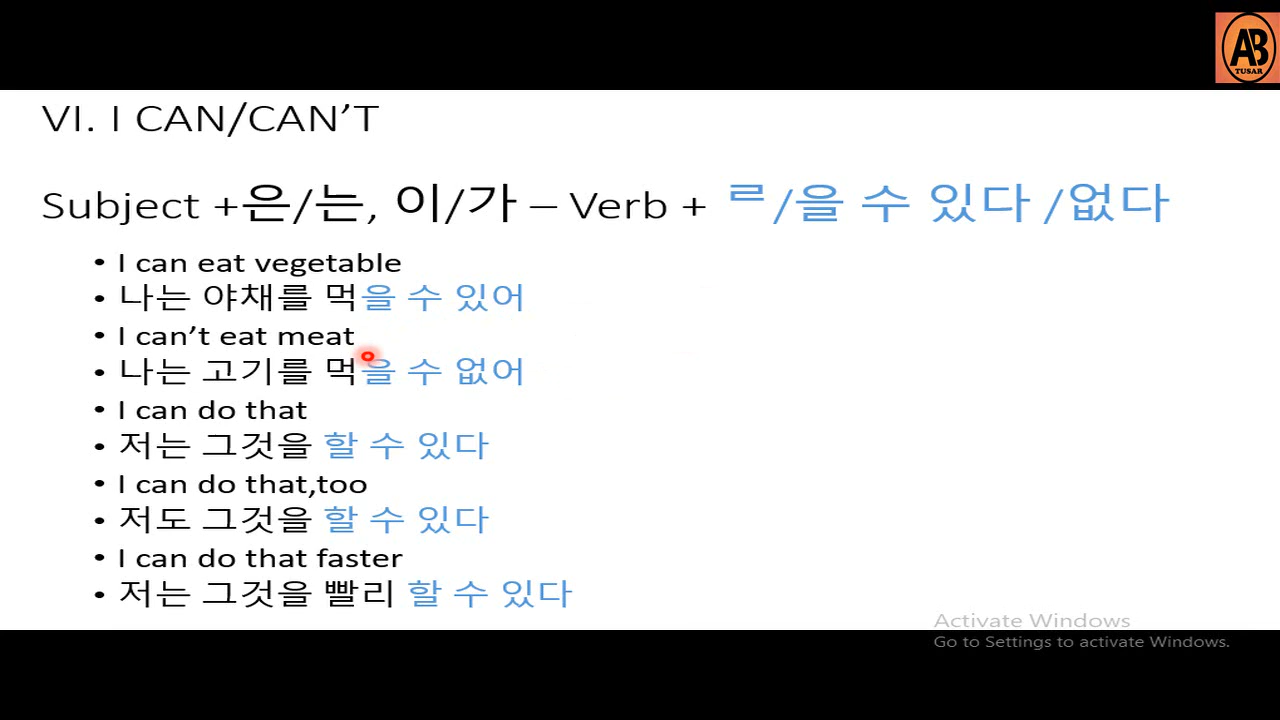 AB
TUSAR
VI. I CAN/CAN’T
Subject +은/는, 이/가 – Verb + ㄹ/을 수 있다 /없다
• I can eat vegetable
• 나는 야채를 먹을 수 있어
• I can’t eat meat
• 나는 고기를 먹을 수 없어
• I can do that
• 저는 그것을 할 수 있다
• I can do that,too
• 저도 그것을 할 수 있다
• I can do that faster
• 저는 그것을 빨리 할 수 있다
Activate Windows
Go to Settings to activate Windows.